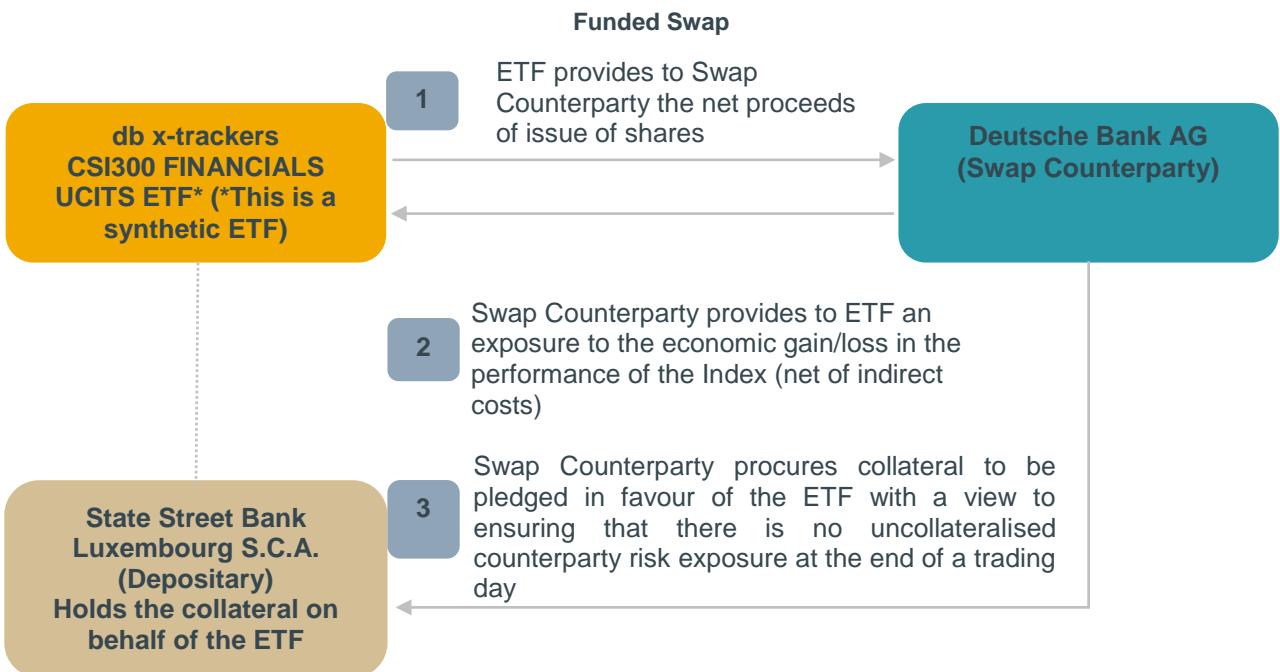 Funded Swap
1
ETF provides to Swap
Counterparty the net proceeds
of issue of shares
db x-trackers
CSI300 FINANCIALS
UCITS ETF* (*This is a
synthetic ETF)
Deutsche Bank AG
(Swap Counterparty)
2
Swap Counterparty provides to ETF an
exposure to the economic gain/loss in the
performance of the Index (net of indirect
costs)
3
Swap Counterparty procures collateral to be
pledged in favour of the ETF with a view to
ensuring that there is no uncollateralised
counterparty risk exposure at the end of a trading
day
State Street Bank
Luxembourg S.C.A.
(Depositary)
Holds the collateral on
behalf of the ETF